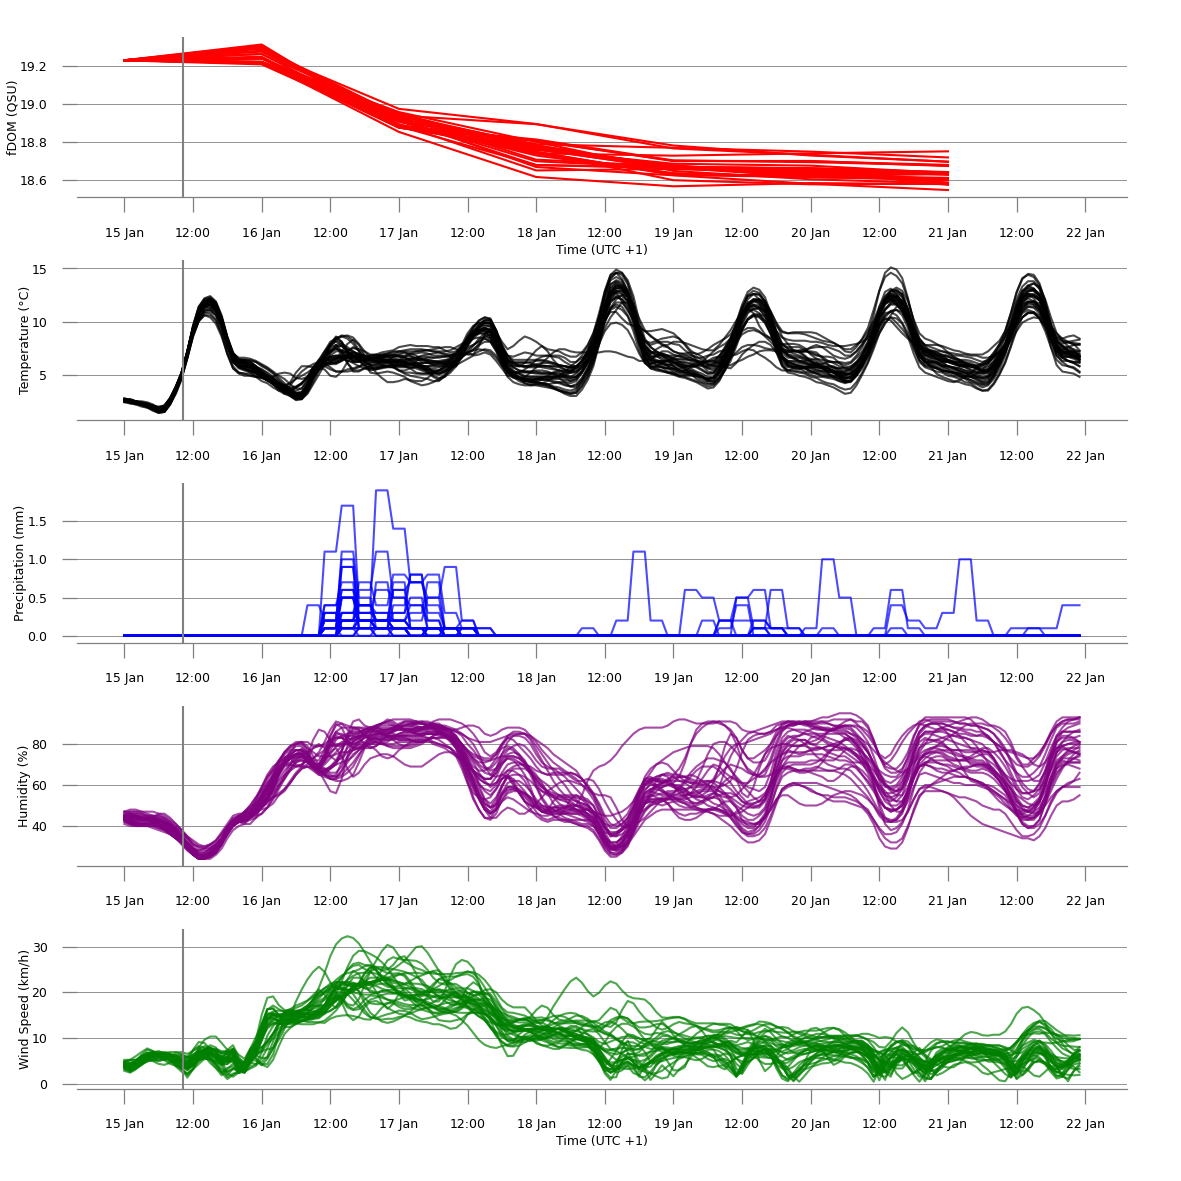 19.2
19.0
18.8
18.6
fDOM (QSU)
15 Jan 12:00 16 Jan 12:00 17 Jan 12:00 18 Jan 12:00 19 Jan 12:00 20 Jan 12:00 21 Jan 12:00 22 Jan
Time (UTC +1)
15
10
5
Temperature (°C)
15 Jan 12:00 16 Jan 12:00 17 Jan 12:00 18 Jan 12:00 19 Jan 12:00 20 Jan 12:00 21 Jan 12:00 22 Jan
1.5
1.0
0.5
0.0
Precipitation (mm)
15 Jan 12:00 16 Jan 12:00 17 Jan 12:00 18 Jan 12:00 19 Jan 12:00 20 Jan 12:00 21 Jan 12:00 22 Jan
80
60
40
Humidity (%)
15 Jan 12:00 16 Jan 12:00 17 Jan 12:00 18 Jan 12:00 19 Jan 12:00 20 Jan 12:00 21 Jan 12:00 22 Jan
30
20
10
0
Wind Speed (km/h)
15 Jan 12:00 16 Jan 12:00 17 Jan 12:00 18 Jan 12:00 19 Jan 12:00 20 Jan 12:00 21 Jan 12:00 22 Jan
Time (UTC +1)